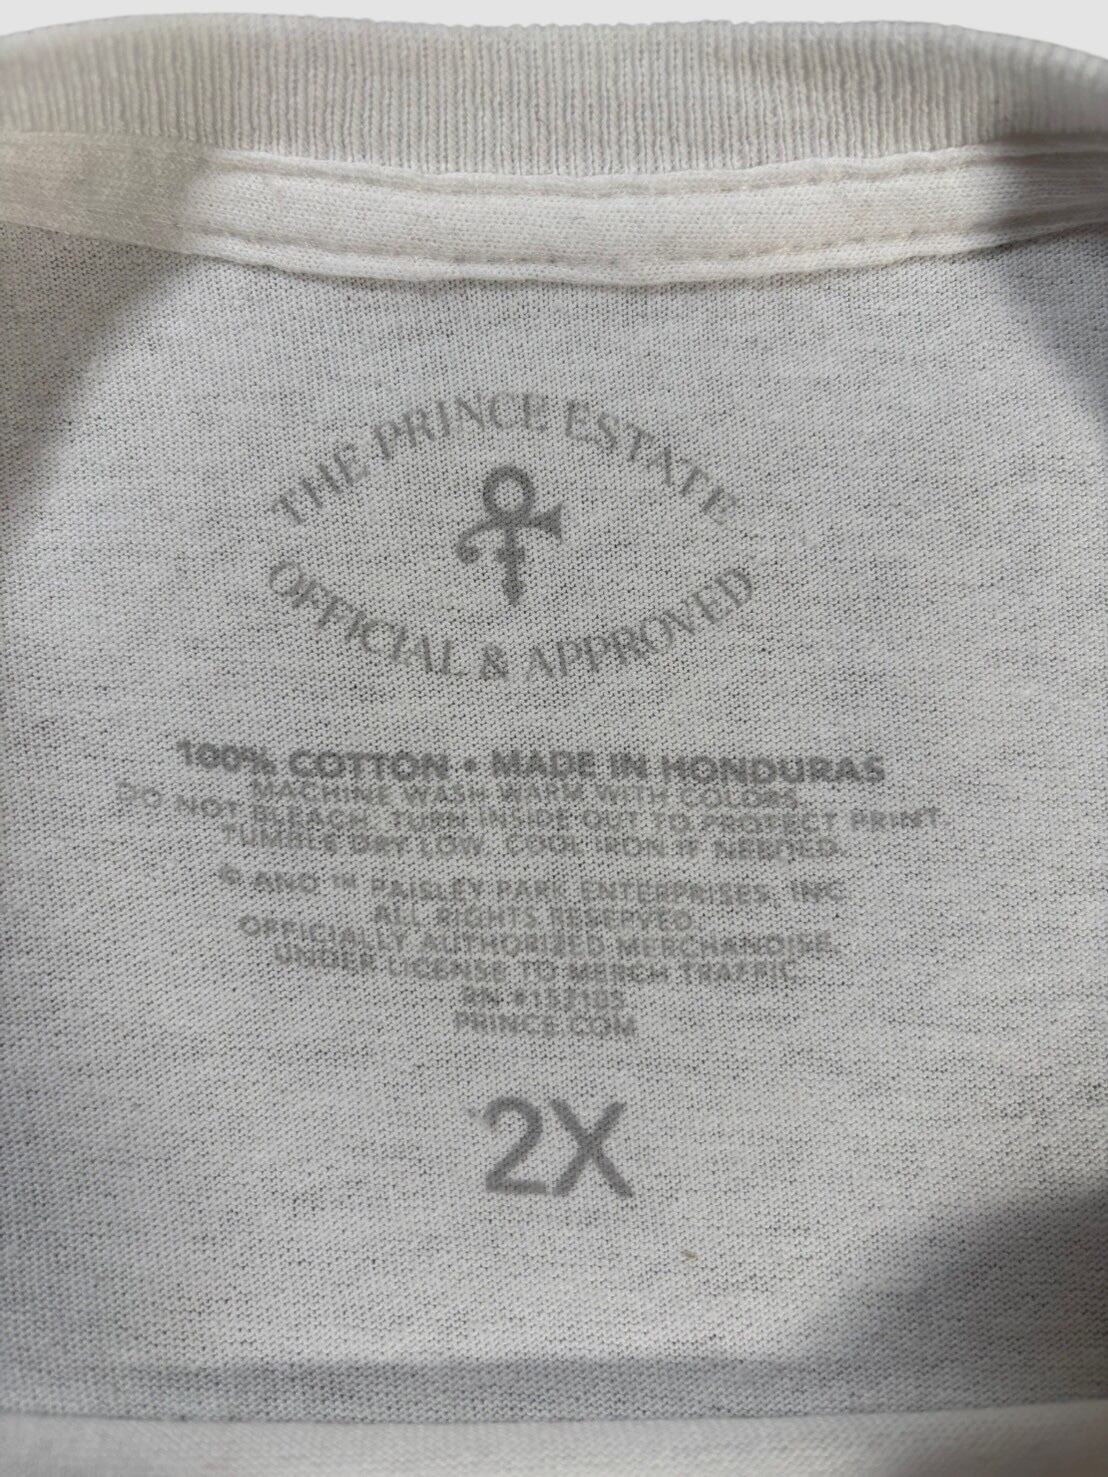 THE PRINCE ESTATE
OFFICIAL & APPROVED
100% COTTON • MADE IN HONDURAS
MACHINE WASH WARM WITH COLORS.
DO NOT BLEACH. TURN INSIDE OUT TO PROTECT PRINT.
TUMBLE DRY LOW. COOL IRON IF NEEDED.
© AND ™ PAISLEY PARK ENTERPRISES, INC.
ALL RIGHTS RESERVED.
OFFICIALLY AUTHORIZED MERCHANDISE.
UNDER LICENSE TO MERCH TRAFFIC
RN
PRINCE.COM
2X